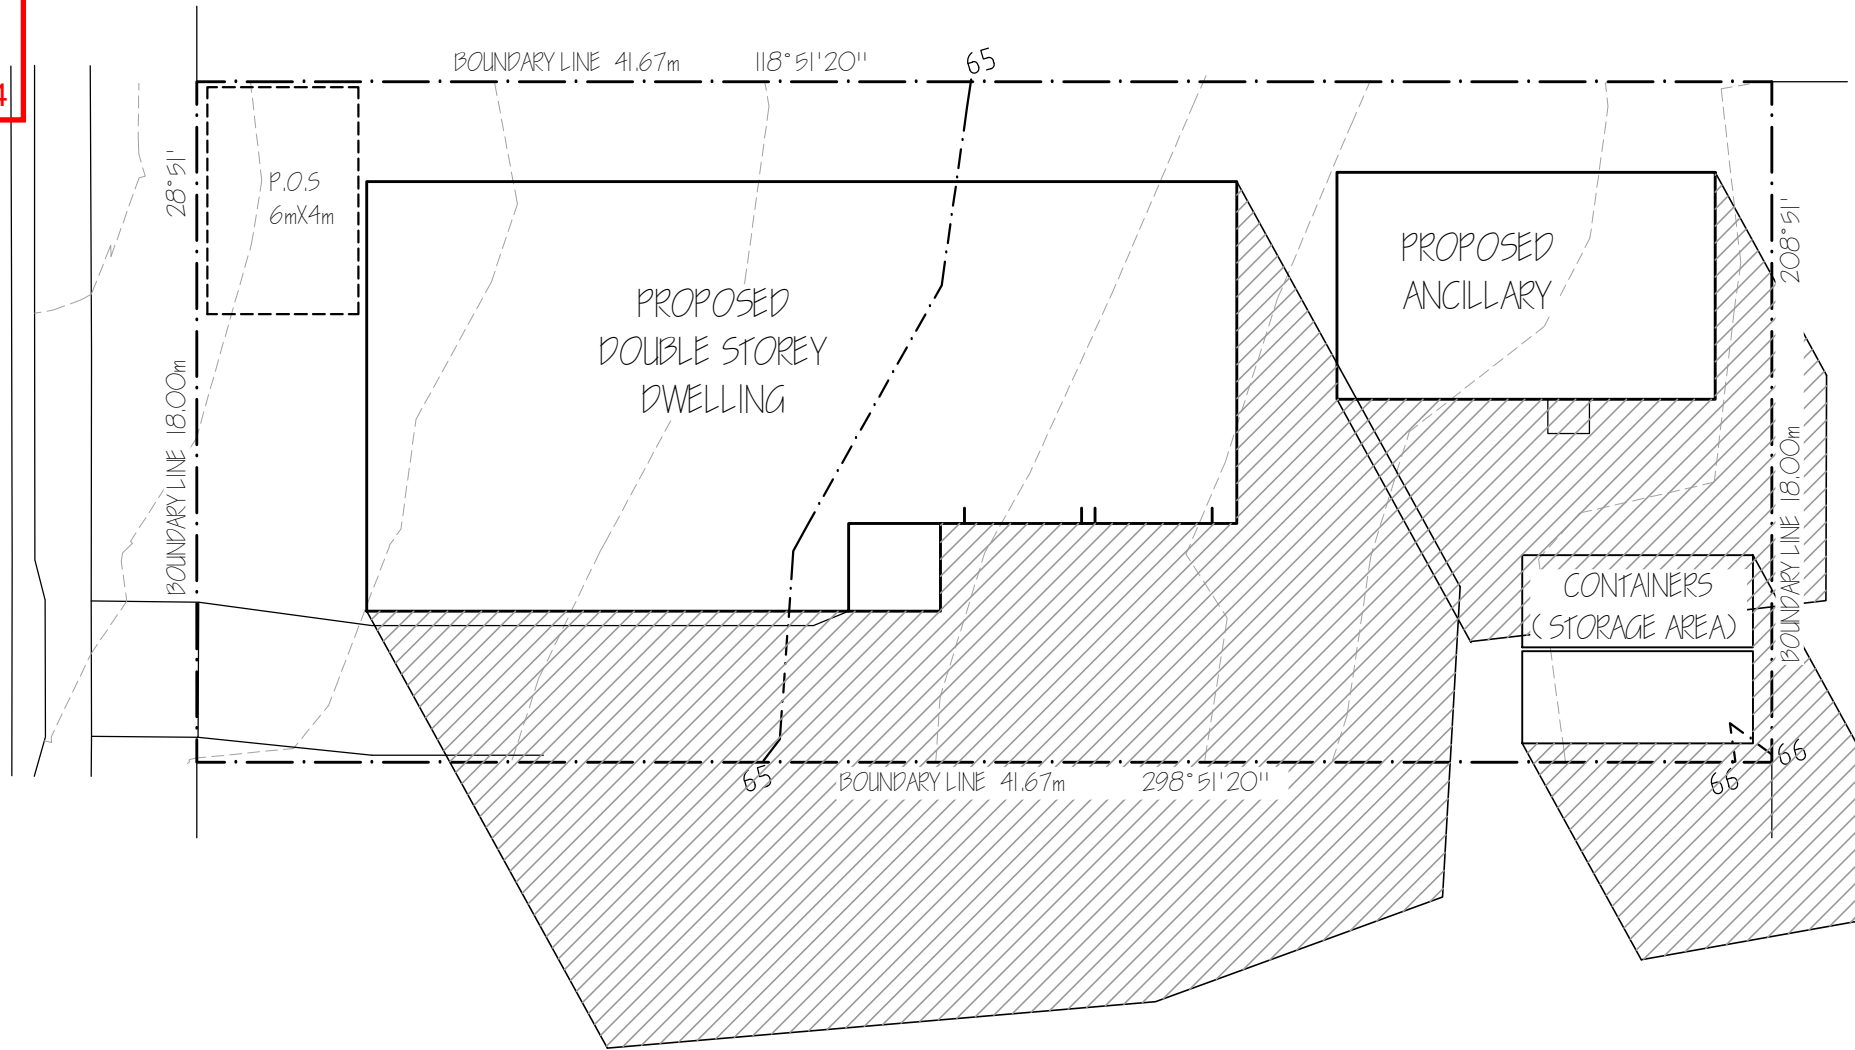 4
BOUNDARY LINE 41.67m 118°51'20"
65
28°51'
P.O.S
6mX4m
PROPOSED
DOUBLE STOREY
DWELLING
PROPOSED
ANCILLARY
208°51'
BOUNDARY LINE 18.00m
BOUNDARY LINE 18.00m
CONTAINERS
( STORAGE AREA)
65
BOUNDARY LINE 41.67m 298°51'20"
66
66